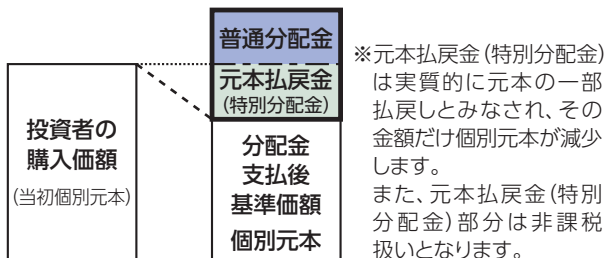 投資者の
購入価額
(当初個別元本)
普通分配金
元本払戻金
(特別分配金)
分配金
支払後
基準価額
個別元本
※元本払戻金(特別分配金)
は実質的に元本の一部
払戻しとみなされ、その
金額だけ個別元本が減少
します。
また、元本払戻金(特別
分配金)部分は非課税
扱いとなります。